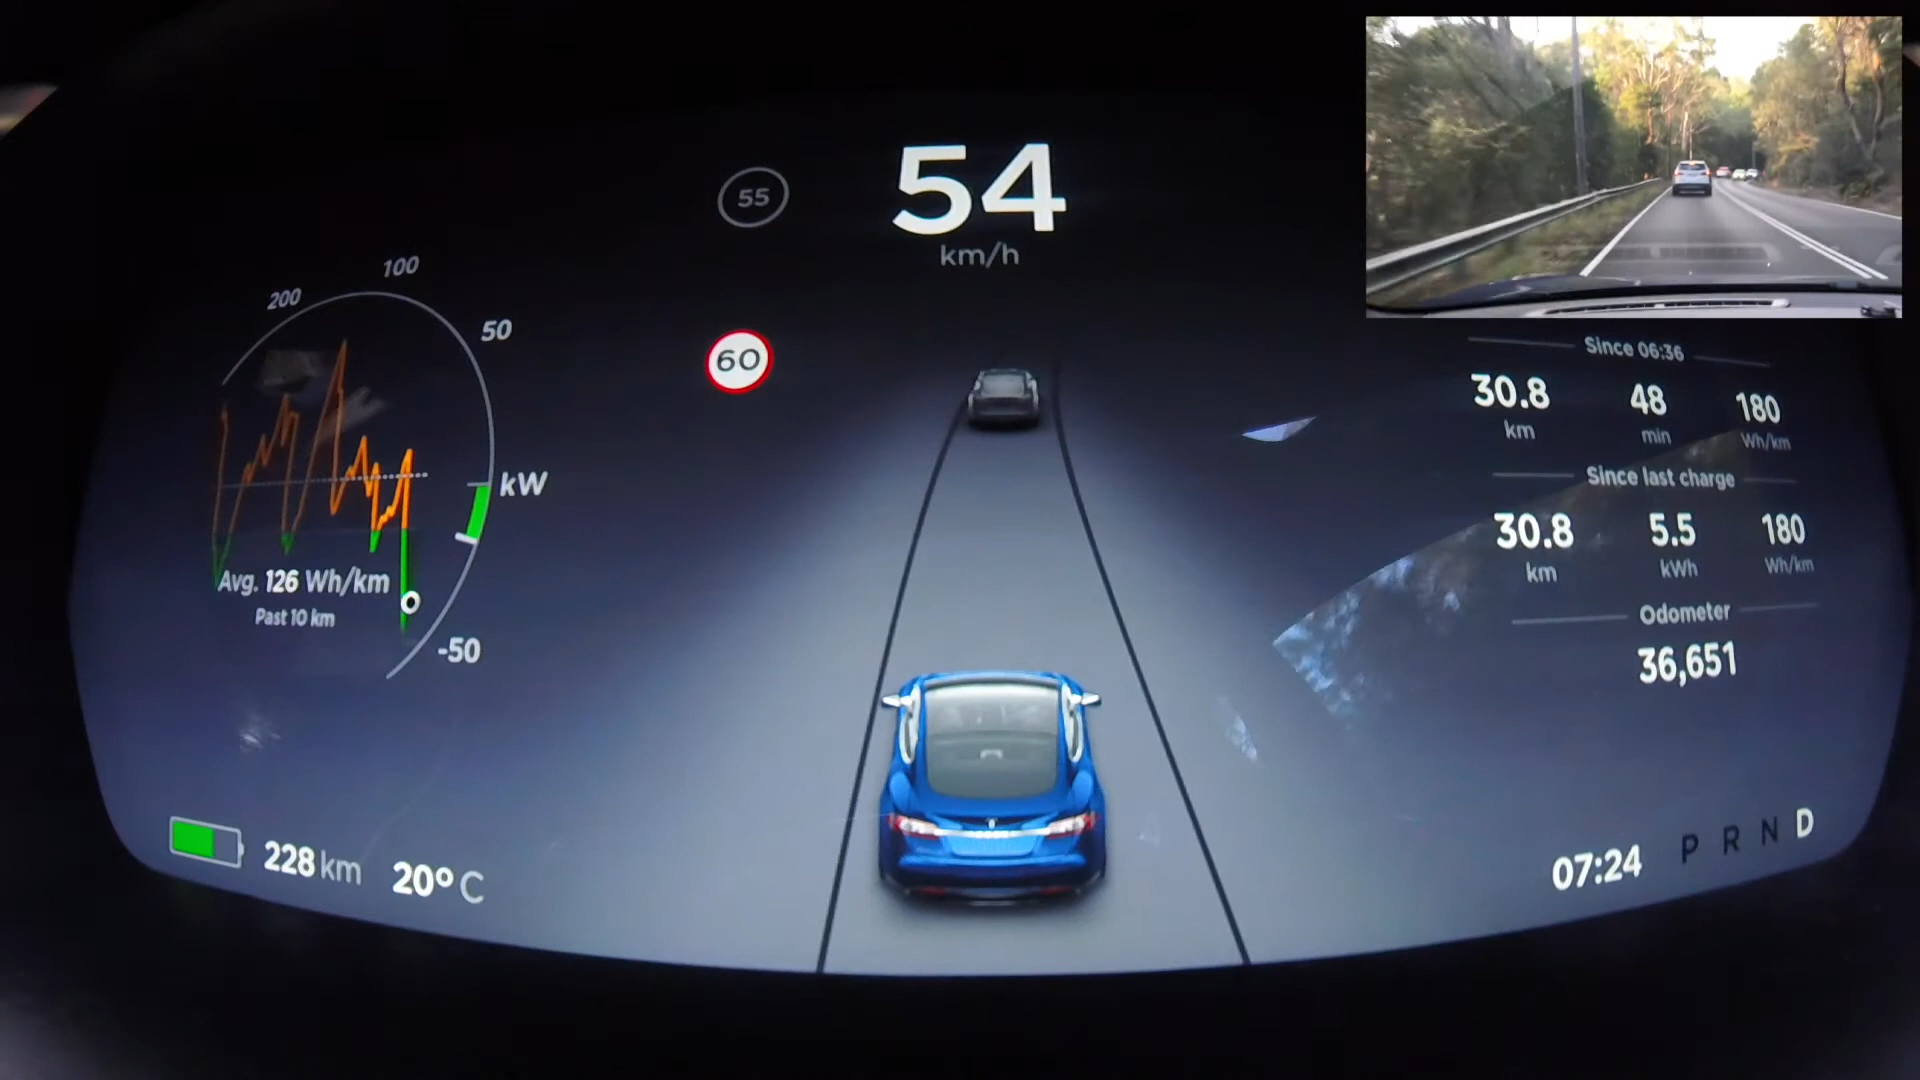 55
54
km/h
60
200
100
50
kW
-50
Avg. 126 Wh/km
Past 10 km
Since 06:36
30.8 48 180
km min Wh/km
Since last charge
30.8 5.5 180
km kWh Wh/km
Odometer
36,651
228 km 20° C
07:24 P R N D